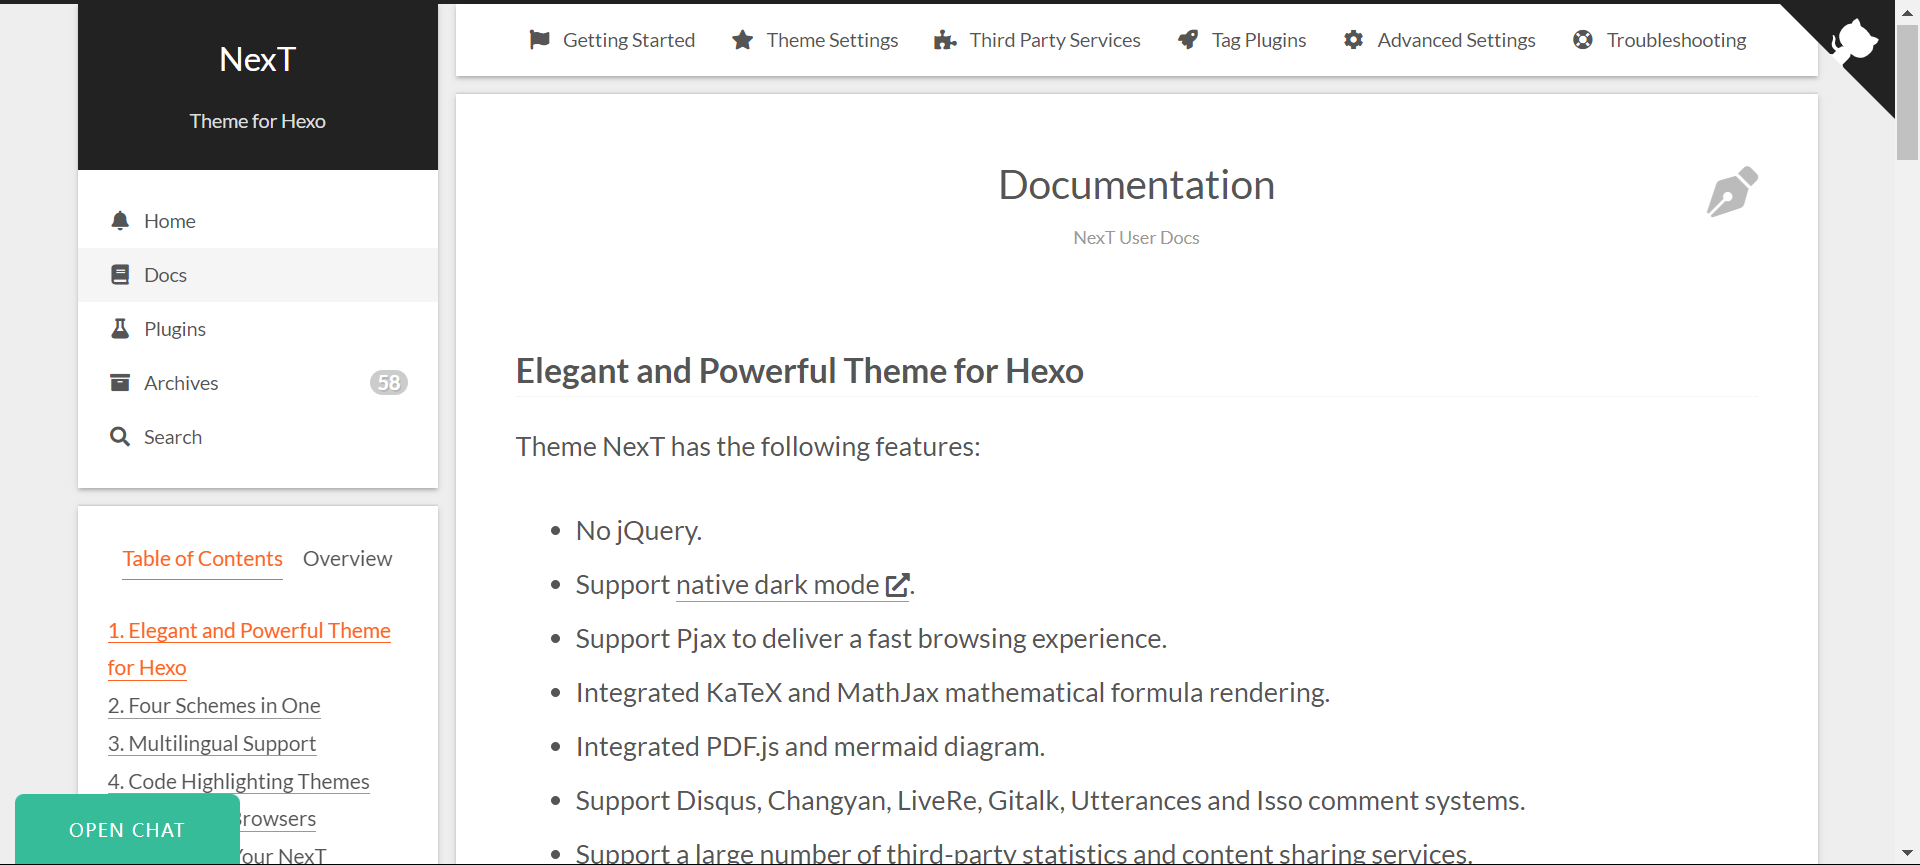 NexT
Theme for Hexo
Home
Docs
Plugins
Archives 58
Search
Table of Contents Overview
1. Elegant and Powerful Theme
for Hexo
2. Four Schemes in One
3. Multilingual Support
4. Code Highlighting Themes
Browsers
Your NexT
OPEN CHAT
Getting Started Theme Settings Third Party Services Tag Plugins Advanced Settings Troubleshooting
Documentation
NexT User Docs
Elegant and Powerful Theme for Hexo
Theme NexT has the following features:
• No jQuery.
• Support native dark mode.
• Support Pjax to deliver a fast browsing experience.
• Integrated KaTeX and MathJax mathematical formula rendering.
• Integrated PDF.js and mermaid diagram.
• Support Disqus, Changyan, LiveRe, Gitalk, Utterances and Isso comment systems.
• Support a large number of third-party statistics and content sharing services.